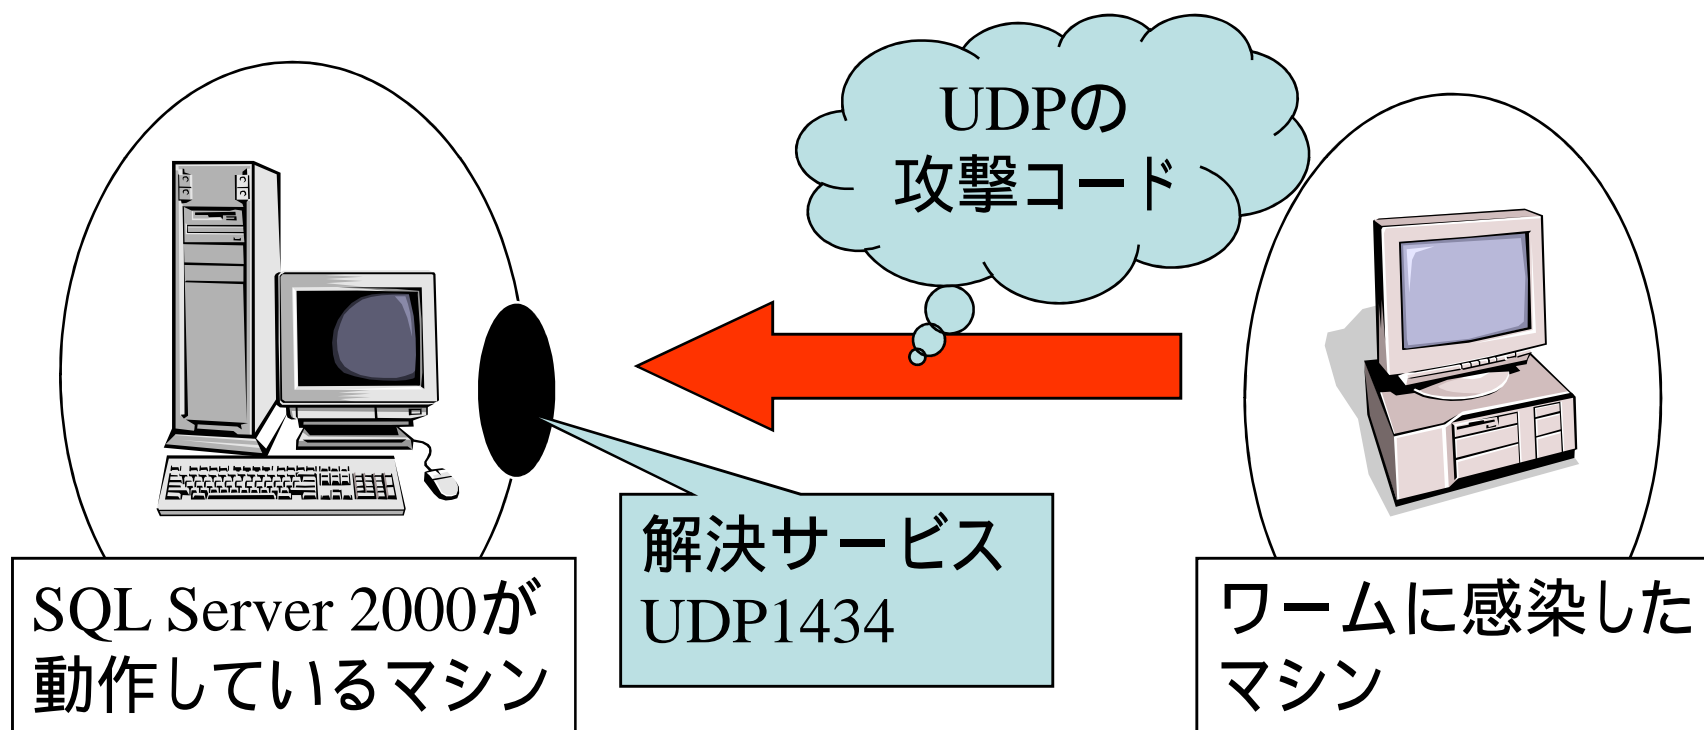 UDPの
攻撃コード
解決サービス
UDP1434
SQL Server 2000が
動作しているマシン
ワームに感染した
マシン